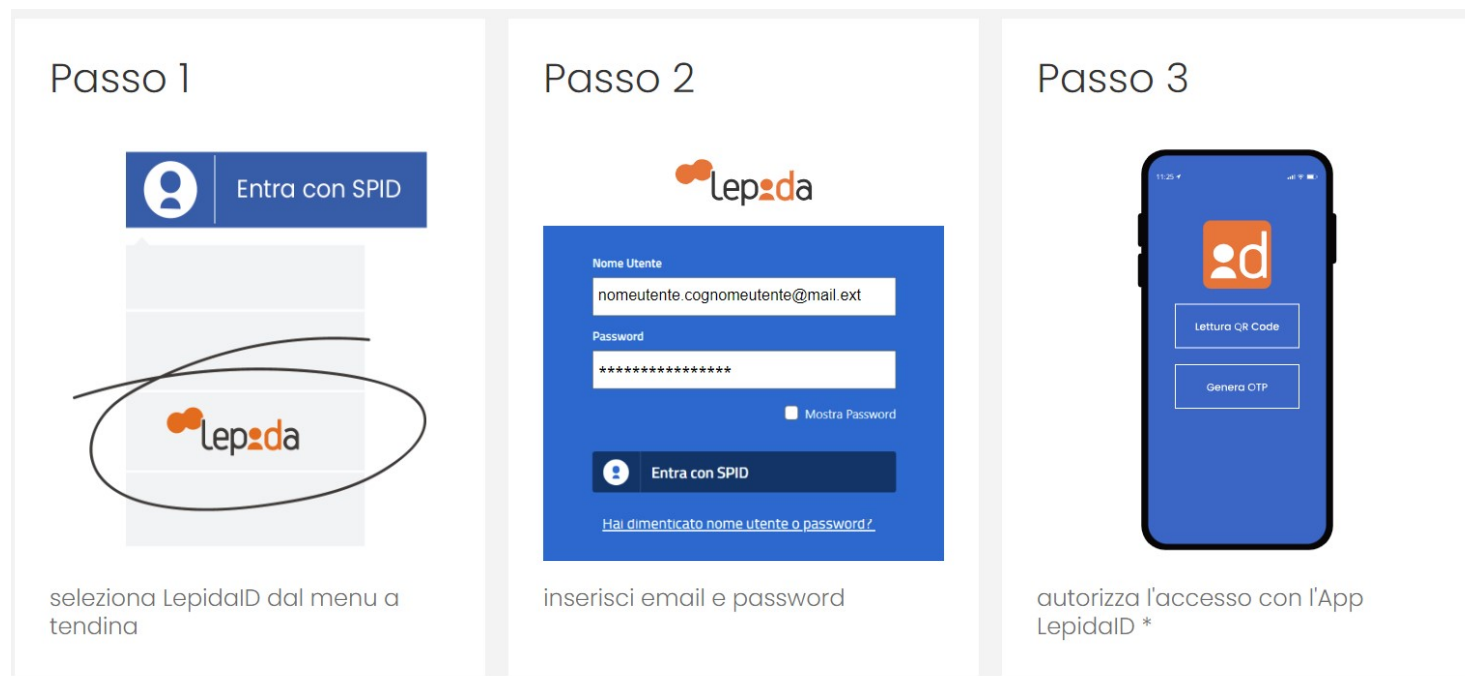 Passo 1
Entra con SPID
lepida
seleziona LepidaID dal menu a
tendina
Passo 2
lepida
Nome Utente
nomeutente.cognomeutente@mail.ext
Password
****************
Mostra Password
Entra con SPID
Hai dimenticato nome utente o password?
inserisci email e password
Passo 3
11:25
Lettura QR Code
Genera OTP
autorizza l'accesso con l'App
LepidaID *